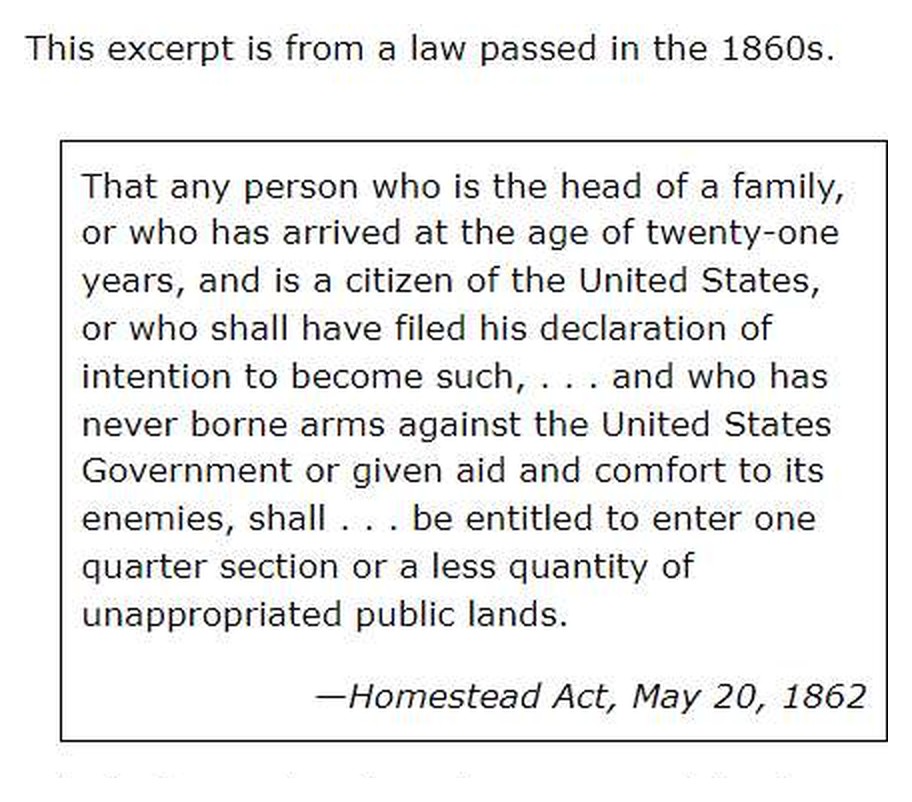 This excerpt is from a law passed in the 1860s.
That any person who is the head of a family,
or who has arrived at the age of twenty-one
years, and is a citizen of the United States,
or who shall have filed his declaration of
intention to become such, . . . and who has
never borne arms against the United States
Government or given aid and comfort to its
enemies, shall . . . be entitled to enter one
quarter section or a less quantity of
unappropriated public lands.
—Homestead Act, May 20, 1862